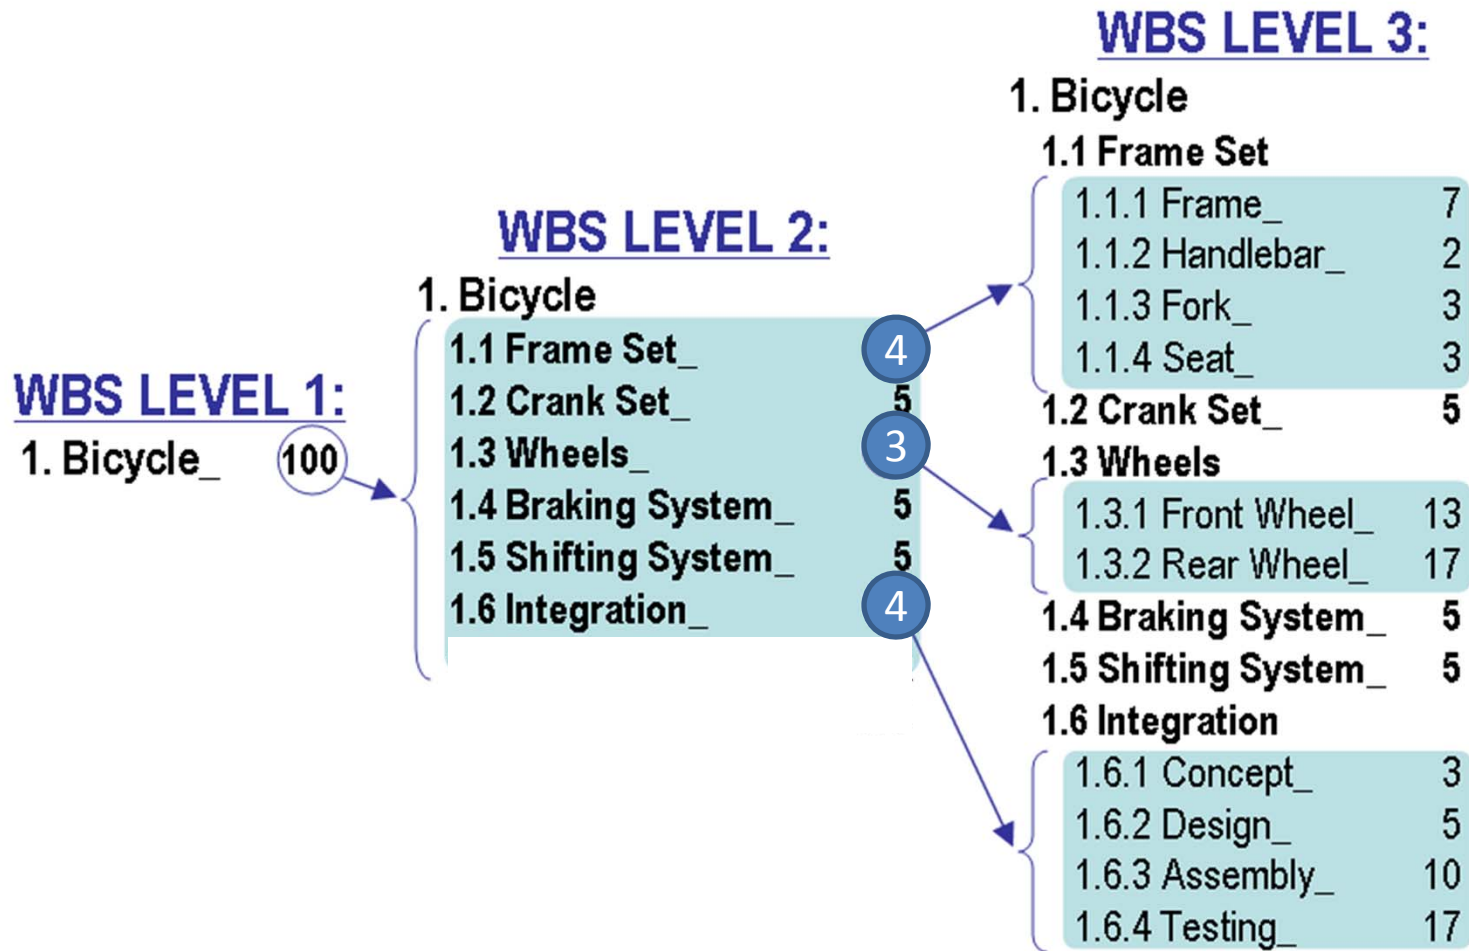 WBS LEVEL 1:
1. Bicycle_ 100
WBS LEVEL 2:
1. Bicycle
1.1 Frame Set_ 4
1.2 Crank Set_ 5
1.3 Wheels_ 3
1.4 Braking System_ 5
1.5 Shifting System_ 5
1.6 Integration_ 4
WBS LEVEL 3:
1. Bicycle
1.1 Frame Set
1.1.1 Frame_ 7
1.1.2 Handlebar_ 2
1.1.3 Fork_ 3
1.1.4 Seat_ 3
1.2 Crank Set_ 5
1.3 Wheels
1.3.1 Front Wheel_ 13
1.3.2 Rear Wheel_ 17
1.4 Braking System_ 5
1.5 Shifting System_ 5
1.6 Integration
1.6.1 Concept_ 3
1.6.2 Design_ 5
1.6.3 Assembly_ 10
1.6.4 Testing_ 17